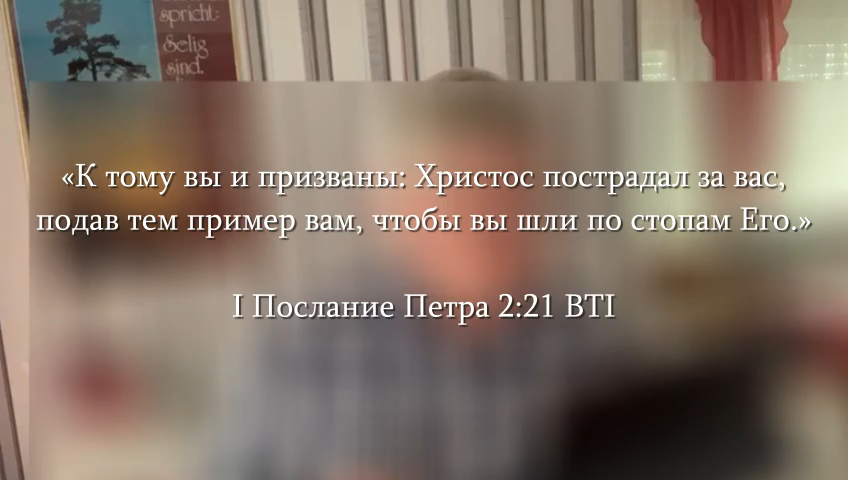 spricht:
Selig
sind.
«К тому вы и призваны: Христос пострадал за вас,
подав тем пример вам, чтобы вы шли по стопам Его.»
I Послание Петра 2:21 BTI